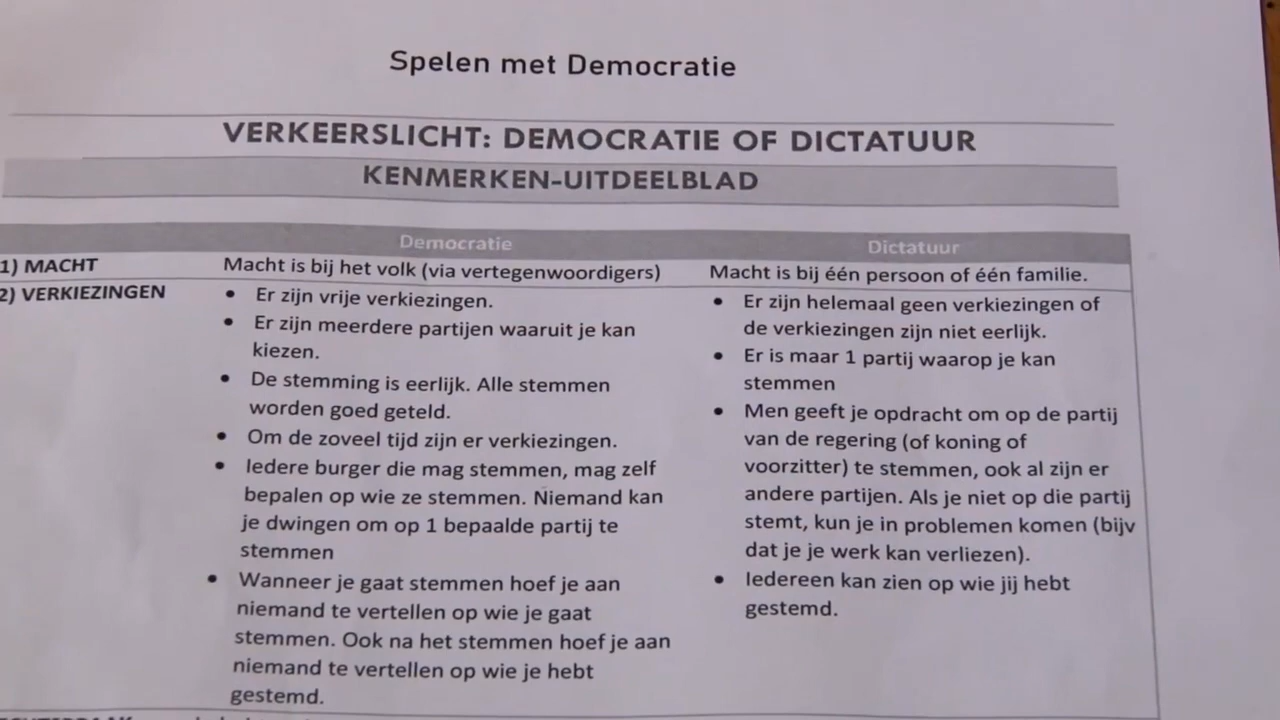 Spelen met Democratie
VERKEERSLICHT: DEMOCRATIE OF DICTATUUR
KENMERKEN-UITDEELBLAD
Democratie
Dictatuur
1) MACHT
Macht is bij het volk (via vertegenwoordigers)
Macht is bij één persoon of één familie.
2) VERKIEZINGEN
• Er zijn vrije verkiezingen.
• Er zijn meerdere partijen waaruit je kan
kiezen.
• De stemming is eerlijk. Alle stemmen
worden goed geteld.
• Om de zoveel tijd zijn er verkiezingen.
• Iedere burger die mag stemmen, mag zelf
bepalen op wie ze stemmen. Niemand kan
je dwingen om op 1 bepaalde partij te
stemmen
• Wanneer je gaat stemmen hoef je aan
niemand te vertellen op wie je gaat
stemmen. Ook na het stemmen hoef je aan
niemand te vertellen op wie je hebt
gestemd.
• Er zijn helemaal geen verkiezingen of
de verkiezingen zijn niet eerlijk.
• Er is maar 1 partij waarop je kan
stemmen
• Men geeft je opdracht om op de partij
van de regering (of koning of
voorzitter) te stemmen, ook al zijn er
andere partijen. Als je niet op die partij
stemt, kun je in problemen komen (bijv
dat je je werk kan verliezen).
• Iedereen kan zien op wie jij hebt
gestemd.